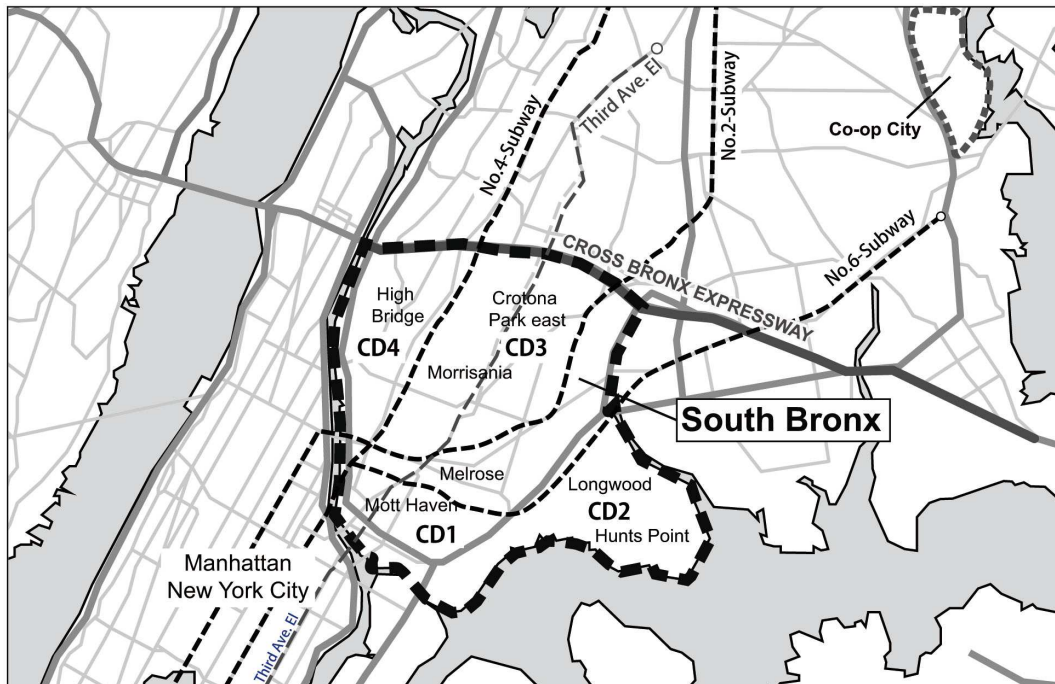 Third Ave. El
No.4-Subway
No.2-Subway
Co-op City
No.6-Subway
CROSS BRONX EXPRESSWAY
High
Bridge
CD4
Crotona
Park east
CD3
Morrisania
South Bronx
Melrose
Longwood
Mott Haven
CD2
CD1
Hunts Point
Manhattan
New York City
Third Ave. El